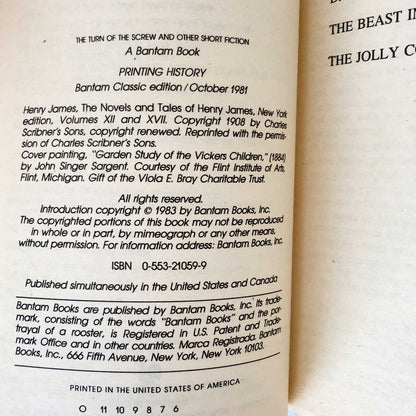 THE TURN OF THE SCREW AND OTHER SHORT FICTION
A Bantam Book
PRINTING HISTORY
Bantam Classic edition / October 1981
Henry James, The Novels and Tales of Henry James, New York
edition, Volumes XII and XVII. Copyright 1908 by Charles
Scribner's Sons, copyright renewed. Reprinted with the permis-
sion of Charles Scribner's Sons.
Cover painting, "Garden Study of the Vickers Children," (1884)
by John Singer Sargent. Courtesy of the Flint Institute of Arts,
Flint, Michigan. Gift of the Viola E. Bray Charitable Trust.
All rights reserved.
Introduction copyright © 1983 by Bantam Books, Inc.
The copyrighted portions of this book may not be reproduced
in whole or in part, by mimeograph or any other means,
without permission. For information address: Bantam Books, Inc.
ISBN 0-553-21059-9
Published simultaneously in the United States and Canada
Bantam Books are published by Bantam Books, Inc. Its trade-
mark, consisting of the words "Bantam Books" and the por-
trayal of a rooster, is Registered in U.S. Patent and Trade-
mark Office and in other countries. Marca Registrada. Bantam
Books, Inc., 666 Fifth Avenue, New York, New York 10103.
PRINTED IN THE UNITED STATES OF AMERICA
O 11 10 9 8 7 6
THE BEAST IN
THE JOLLY CO